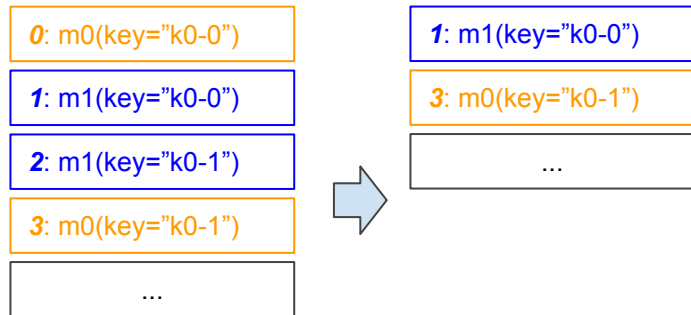 0: m0(key=”k0-0”)
1: m1(key=”k0-0”)
2: m1(key=”k0-1”)
3: m0(key=”k0-1”)
...
1: m1(key=”k0-0”)
3: m0(key=”k0-1”)
...